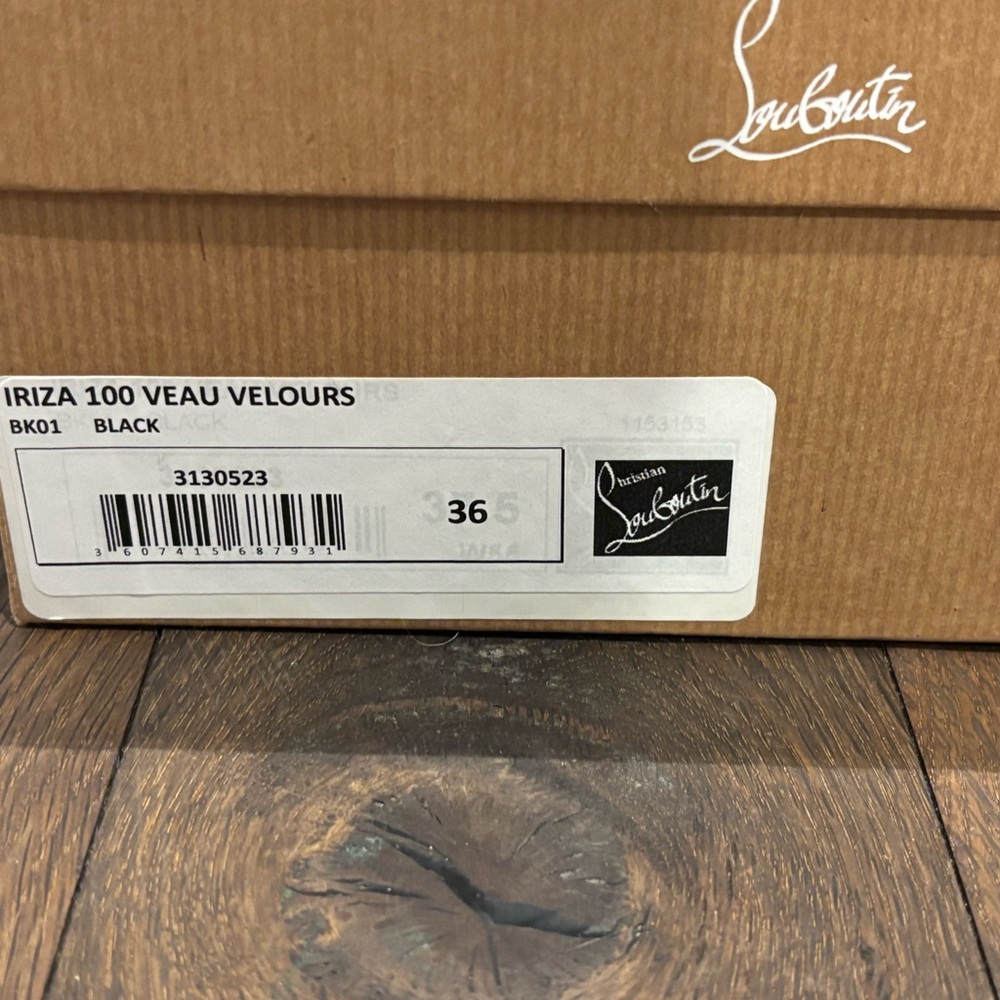 Louboutin
IRIZA 100 VEAU VELOURS
BK01 BLACK
3130523
36
3 607415 687931
Christian
Louboutin